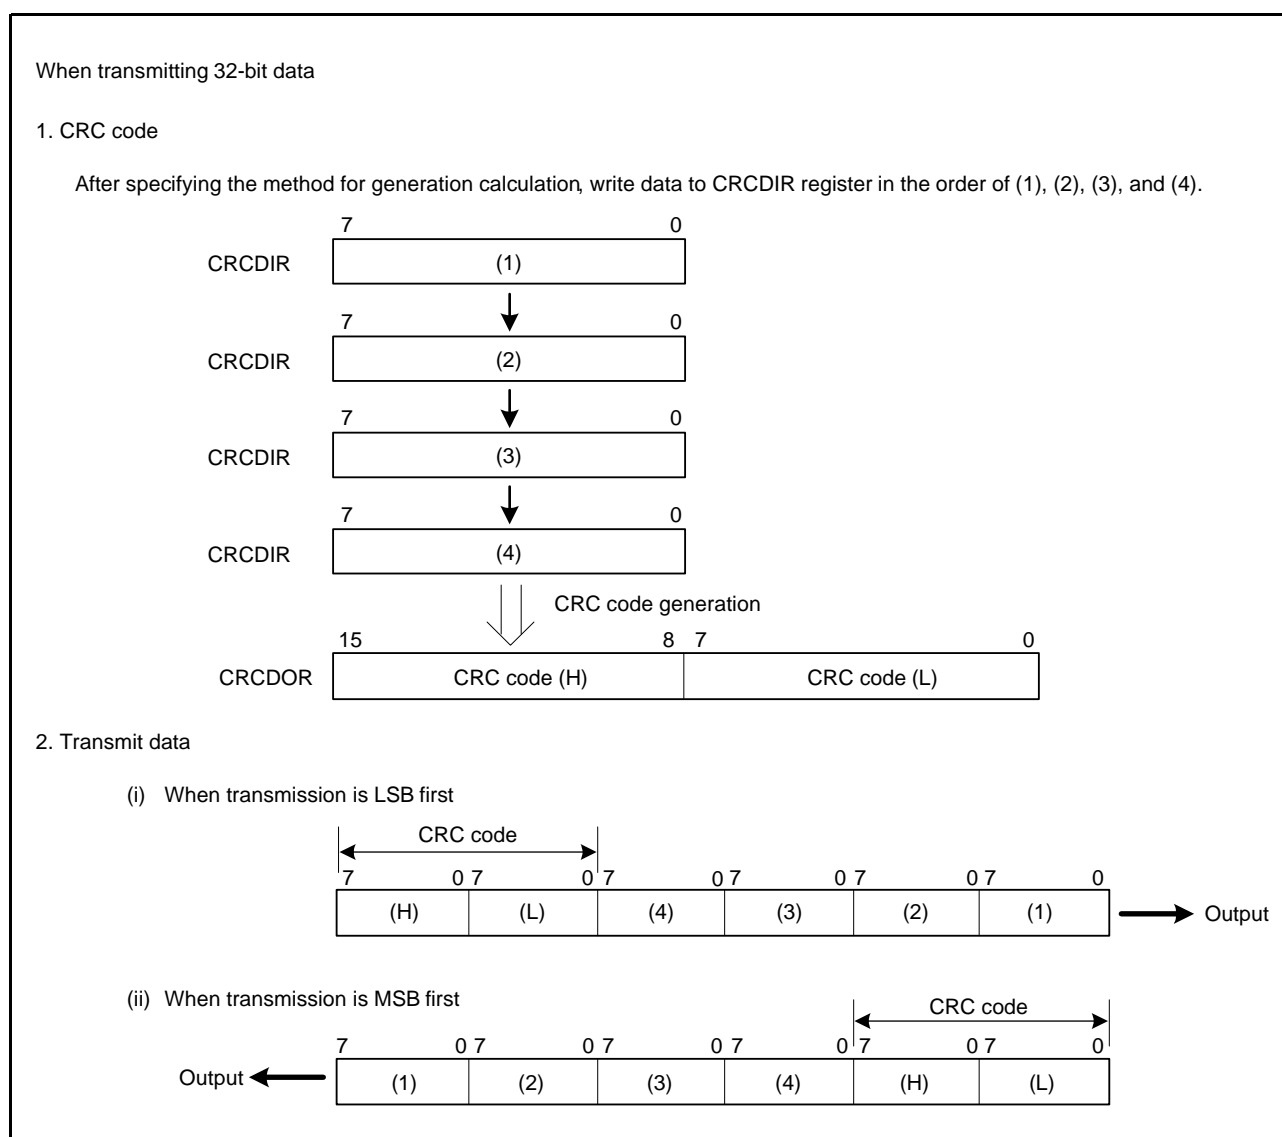 When transmitting 32-bit data
1. CRC code
After specifying the method for generation calculation, write data to CRCDIR register in the order of (1), (2), (3), and (4).
7 0
CRCDIR (1)
7 0
CRCDIR (2)
7 0
CRCDIR (3)
7 0
CRCDIR (4)
CRC code generation
15 8 7 0
CRCDOR CRC code (H) CRC code (L)
2. Transmit data
(i) When transmission is LSB first
CRC code
7 0 7 0 7 0 7 0 7 0 7 0
(H) (L) (4) (3) (2) (1) Output
(ii) When transmission is MSB first
CRC code
7 0 7 0 7 0 7 0 7 0 7 0
Output (1) (2) (3) (4) (H) (L)